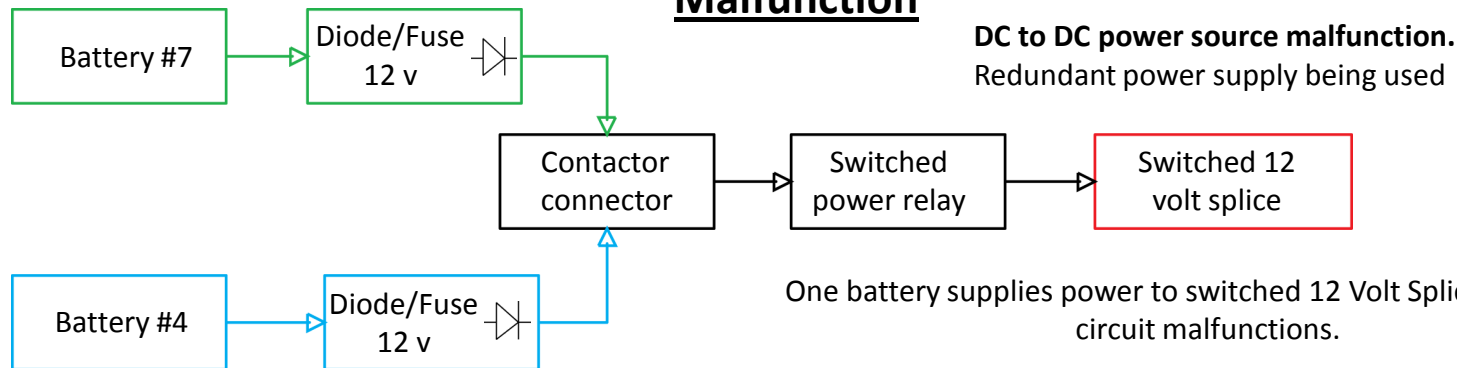 Malfunction
Battery #7
Diode/Fuse
12 v
DC to DC power source malfunction.
Redundant power supply being used
Contactor
connector
Switched
power relay
Switched 12
volt splice
Battery #4
Diode/Fuse
12 v
One battery supplies power to switched 12 Volt
circuit malfunctions.